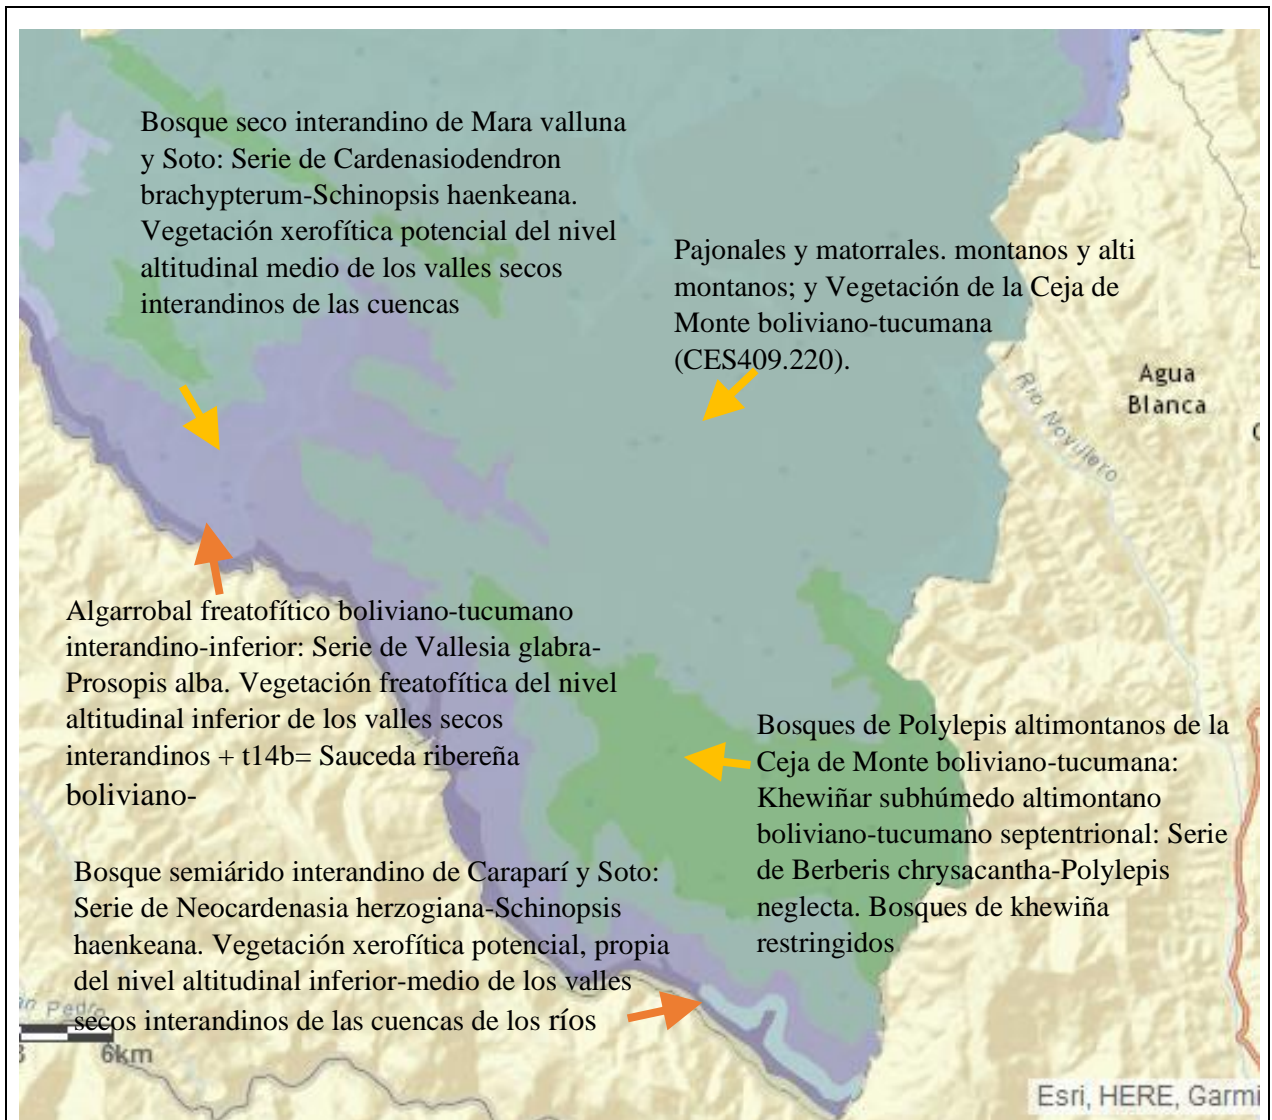 Bosque seco interandino de Mara valluna
y Soto: Serie de Cardenasiodendron
brachypterum-Schinopsis haenkeana.
Vegetación xerofítica potencial del nivel
altitudinal medio de los valles secos
interandinos de las cuencas
Pajonales y matorrales. montanos y alti
montanos; y Vegetación de la Ceja de
Monte boliviano-tucumana
(CES409.220).
Agua
Blanca
Río Novillero
Algarrobal freatofítico boliviano-tucumano
interandino-inferior: Serie de Vallesia glabra-
Prosopis alba. Vegetación freatofítica del nivel
altitudinal inferior de los valles secos
interandinos + t14b= Sauceda ribereña
boliviano-
Bosques de Polylepis altimontanos de la
Ceja de Monte boliviano-tucumana:
Khewiñar subhúmedo altimontano
boliviano-tucumano septentrional: Serie
de Berberis chrysacantha-Polylepis
neglecta. Bosques de khewiña
restringidos
Bosque semiárido interandino de Caraparí y Soto:
Serie de Neocardenasia herzogiana-Schinopsis
haenkeana. Vegetación xerofítica potencial, propia
del nivel altitudinal inferior-medio de los valles
secos interandinos de las cuencas de los ríos
Pedro
6km
Esri, HERE, Garmi